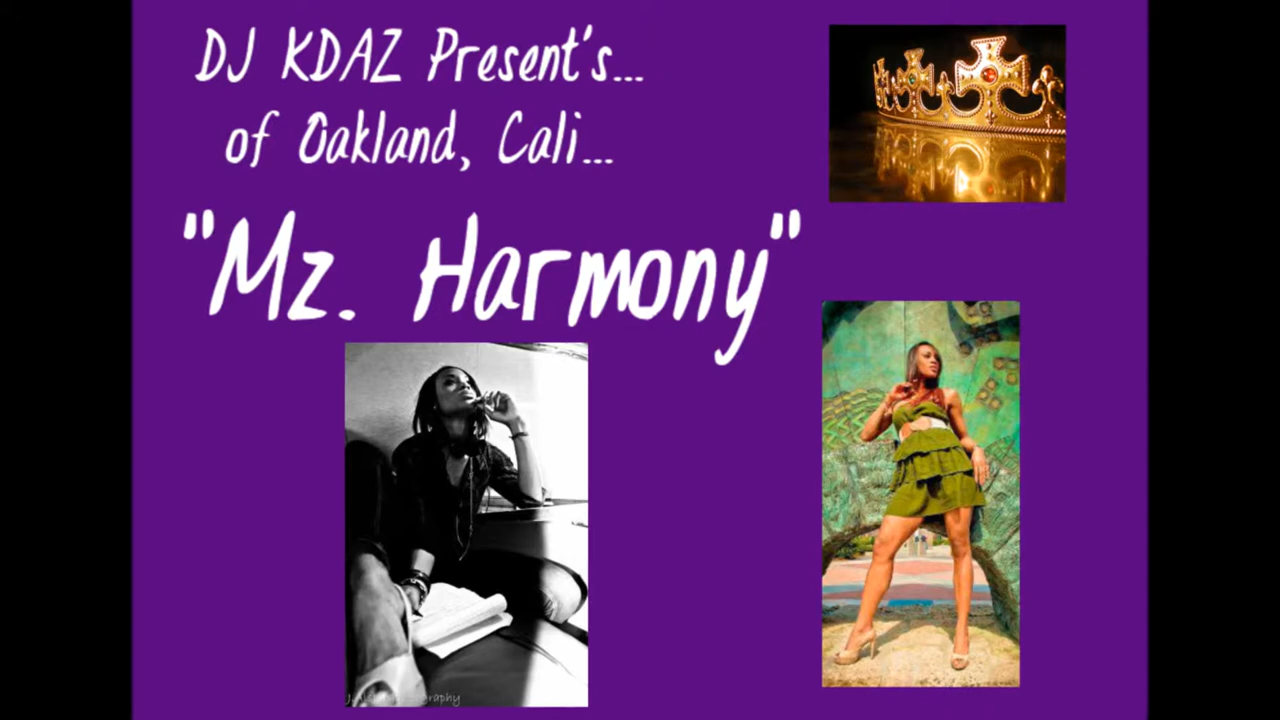 DJ KDAZ Present's...
of Oakland, Cali...
"Mz. Harmony"